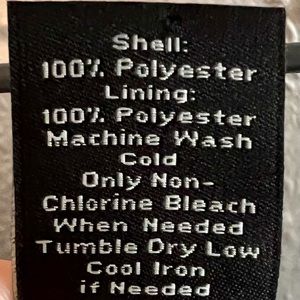 Shell:
100% Polyester
Lining:
100% Polyester
Machine Wash
Cold
Only Non-
Chlorine Bleach
When Needed
Tumble Dry Low
Cool Iron
if Needed